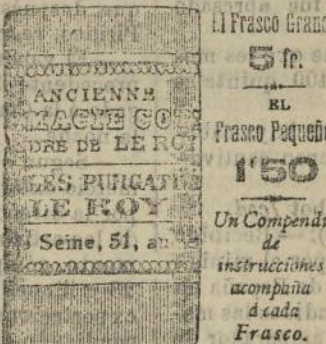 ANCIENNE
DRE DE LE RO
LES PURGATI
LE ROY
Seine, 51, au
El Frasco Grand
5 fr.
EL
Frasco Pequeño
1'50
Un Compendi
de
instrucciones
acompaña
á cada
Frasco.